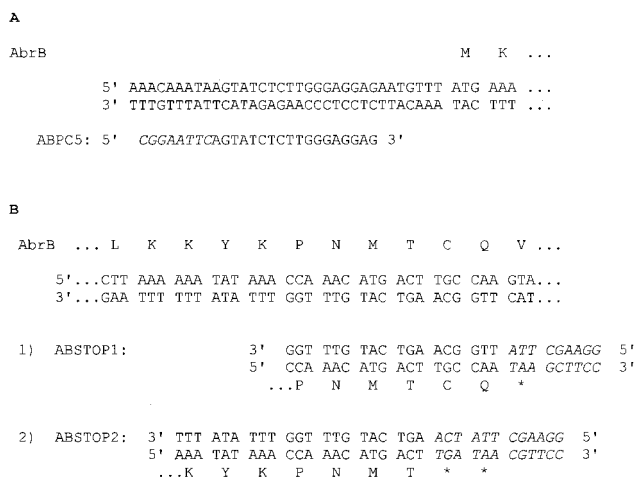 A
AbrB M K ...
5' AAACAAATAAGTATCTCTTGGGAGGAGAATGTTT ATG AAA ...
3' TTTGTTTATTCATAGAGAACCCTCCTCTTACAAA TAC TTT ...
ABPC5: 5' CGGAATTCAGTATCTCTTGGGAGGAG 3'
B
AbrB ... L K K Y K P N M T C Q V ...
5'...CTT AAA AAA TAT AAA CCA AAC ATG ACT TGC CAA GTA...
3'...GAA TTT TTT ATA TTT GGT TTG TAC TGA ACG GTT CAT...
1) ABSTOP1: 3' GGT TTG TAC TGA ACG GTT ATT CGAAGG 5'
5' CCA AAC ATG ACT TGC CAA TAA GCTTCC 3'
...P N M T C Q *
2) ABSTOP2: 3' TTT ATA TTT GGT TTG TAC TGA ACT ATT CGAAGG 5'
5' AAA TAT AAA CCA AAC ATG ACT TGA TAA CGTTCC 3'
...K Y K P N M T * *